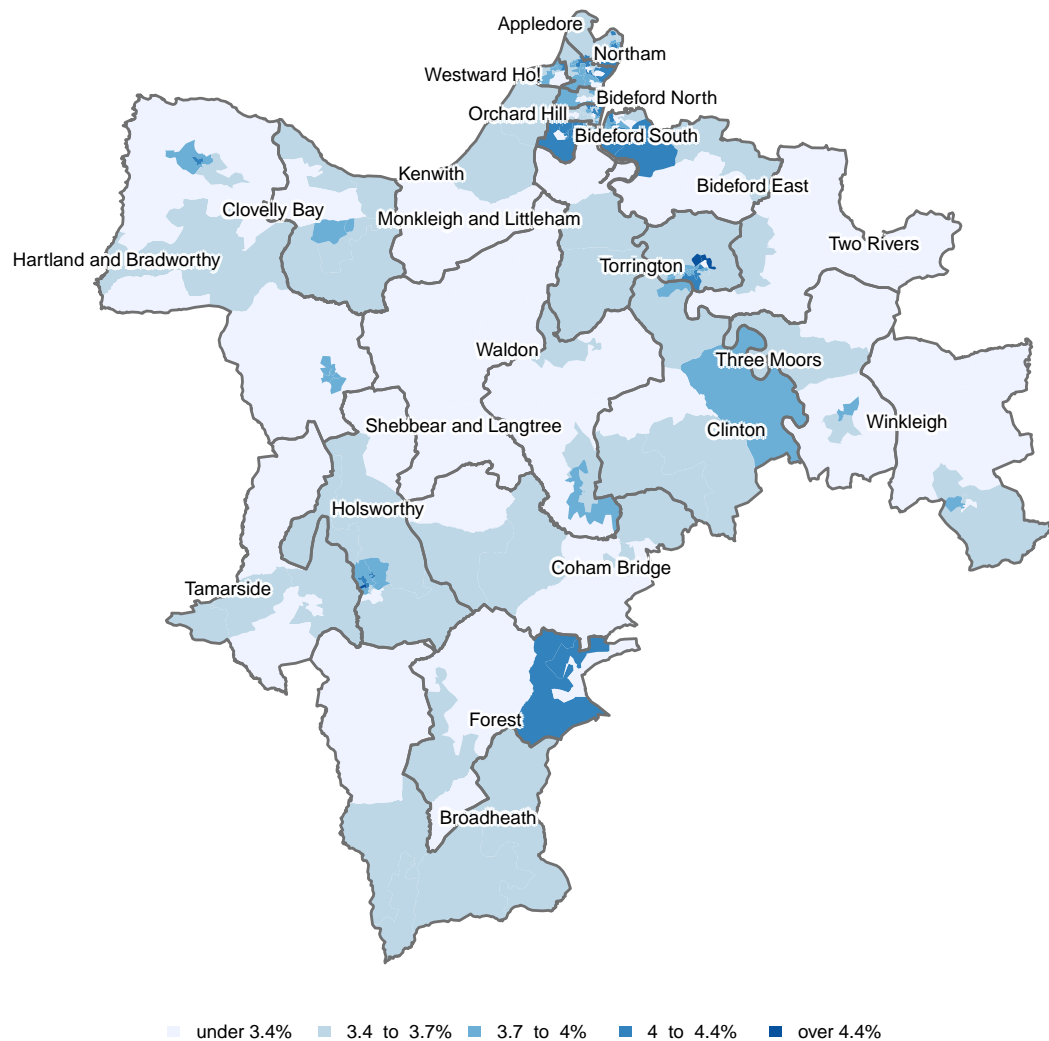 Appledore
Northam
Westward Ho!
Bideford North
Orchard Hill
Bideford South
Kenwith
Bideford East
Clovelly Bay
Monkleigh and Littleham
Two Rivers
Hartland and Bradworthy
Torrington
Waldon
Three Moors
Shebbear and Langtree
Clinton
Winkleigh
Holsworthy
Coham Bridge
Tamarside
Forest
Broadheath
under 3.4% 3.4 to 3.7% 3.7 to 4% 4 to 4.4% over 4.4%